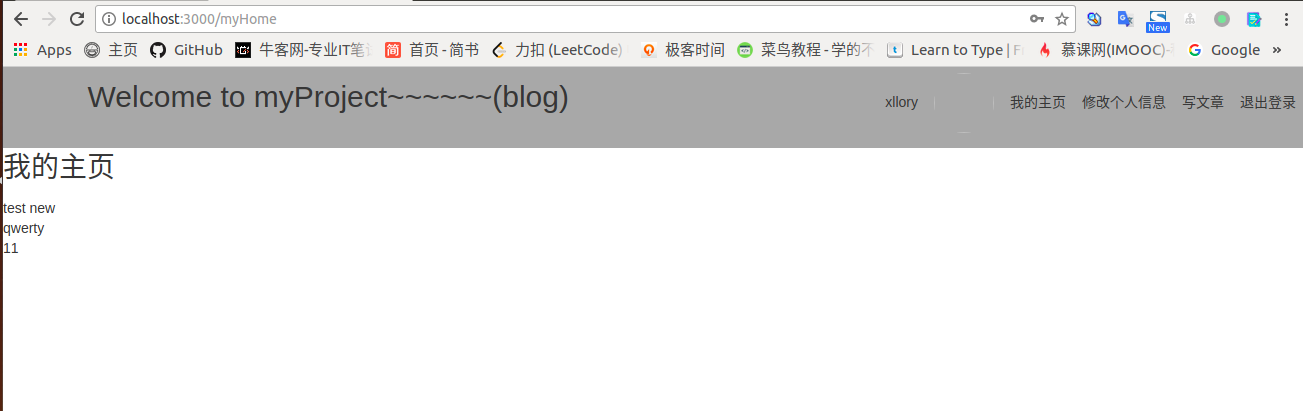 localhost:3000/myHome
New
Apps 主页 GitHub 牛客网-专业IT笔 首页 - 简书 力扣 (LeetCode) 极客时间 菜鸟教程 - 学的不 Learn to Type | F 慕课网(IMOOC)- Google »
Welcome to myProject~~~~~~(blog)
xllory 我的主页 修改个人信息 写文章 退出登录
我的主页
test new
qwerty
11